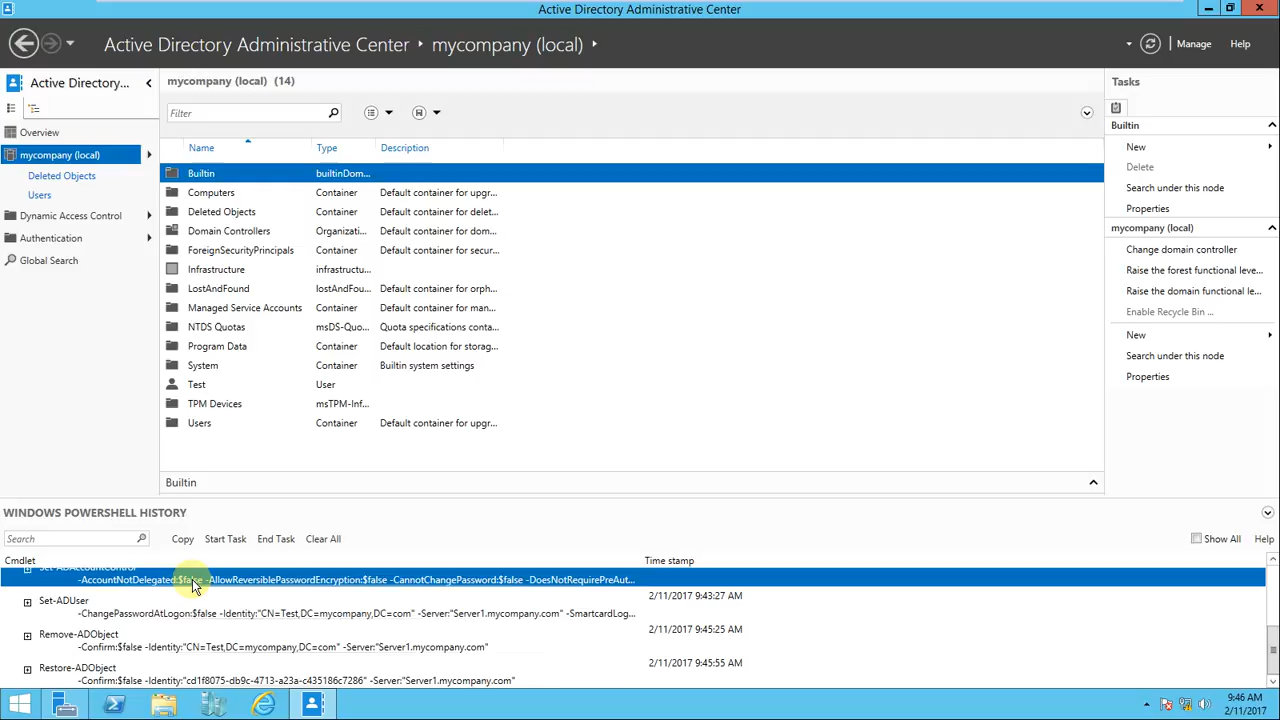 Active Directory Administrative Center
Active Directory Administrative Center • mycompany (local) •
Manage
Help
Active Directory...
mycompany (local) (14)
Tasks
Filter
Overview
mycompany (local)
Deleted Objects
Users
Dynamic Access Control
Authentication
Global Search
Name Type Description
Builtin builtinDom...
Computers Container Default container for upgr...
Deleted Objects Container Default container for delet...
Domain Controllers Organizati... Default container for dom...
ForeignSecurityPrincipals Container Default container for secur...
Infrastructure infrastructu...
LostAndFound lostAndFou... Default container for orph...
Managed Service Accounts Container Default container for man...
NTDS Quotas msDS-Quo... Quota specifications conta...
Program Data Container Default location for storag...
System Container Builtin system settings
Test User
TPM Devices msTPM-Inf...
Users Container Default container for upgr...
Builtin
Builtin
New
Delete
Search under this node
Properties
mycompany (local)
Change domain controller
Raise the forest functional leve...
Raise the domain functional le...
Enable Recycle Bin ...
New
Search under this node
Properties
WINDOWS POWERSHELL HISTORY
Search
Copy Start Task End Task Clear All
Show All Help
Cmdlet Time stamp
Set-ADAccountControl
-AccountNotDelegated:$false -AllowReversiblePasswordEncryption:$false -CannotChangePassword:$false -DoesNotRequirePreAut...
Set-ADUser 2/11/2017 9:43:27 AM
-ChangePasswordAtLogon:$false -Identity:"CN=Test,DC=mycompany,DC=com" -Server:"Server1.mycompany.com" -SmartcardLog...
Remove-ADObject 2/11/2017 9:45:25 AM
-Confirm:$false -Identity:"CN=Test,DC=mycompany,DC=com" -Server:"Server1.mycompany.com"
Restore-ADObject 2/11/2017 9:45:55 AM
-Confirm:$false -Identity:"cd1f8075-db9c-4713-a23a-c435186c7286" -Server:"Server1.mycompany.com"
9:46 AM
2/11/2017